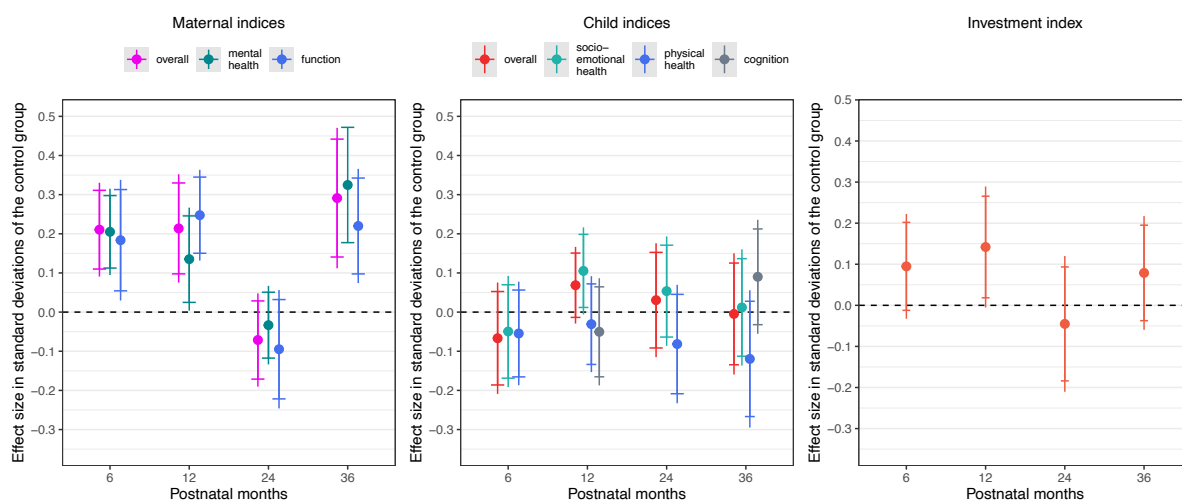 Maternal indices
overall
mental
health
function
Effect size in standard deviations of the control group
0.5
0.4
0.3
0.2
0.1
0.0
−0.1
−0.2
−0.3
6
12
24
36
Postnatal months
Child indices
overall
socio−
emotional
health
physical
health
cognition
Effect size in standard deviations of the control group
0.5
0.4
0.3
0.2
0.1
0.0
−0.1
−0.2
−0.3
6
12
24
36
Postnatal months
Investment index
Effect size in standard deviations of the control group
0.5
0.4
0.3
0.2
0.1
0.0
−0.1
−0.2
−0.3
6
12
24
36
Postnatal months